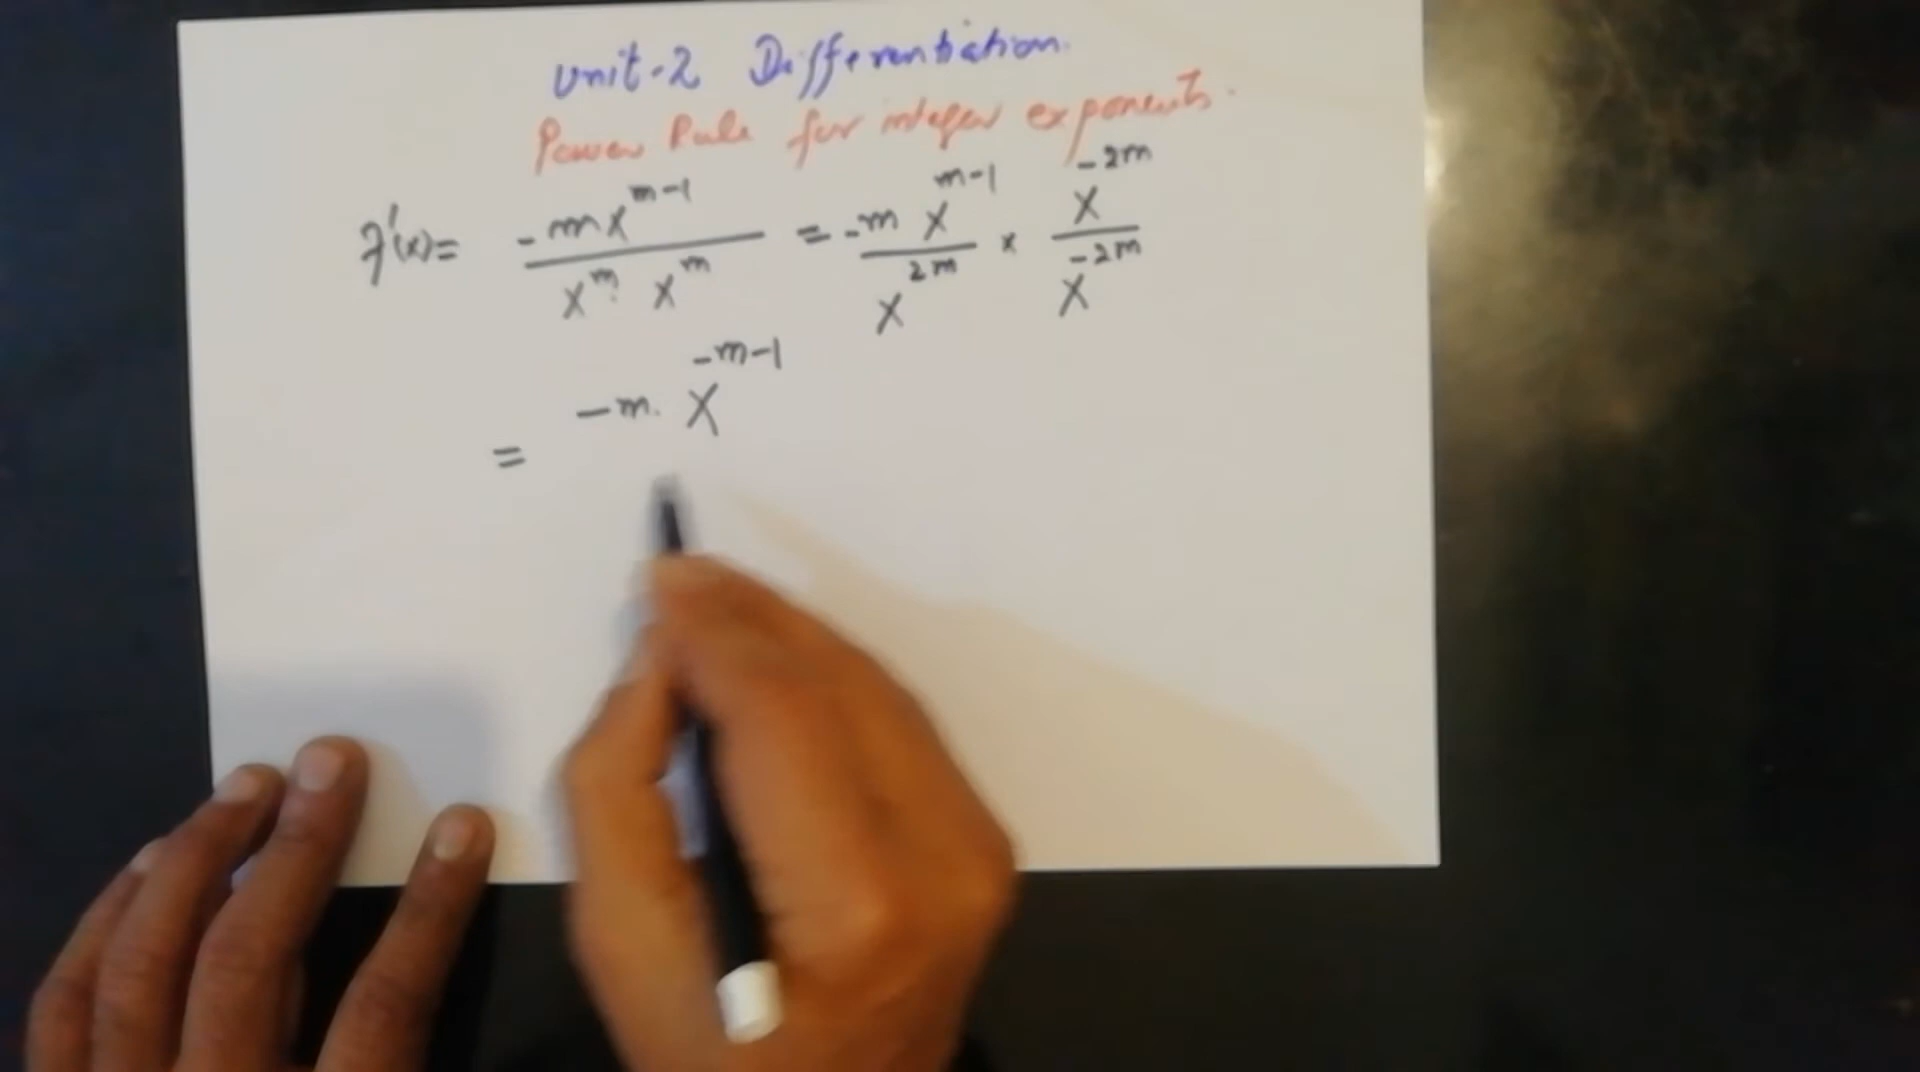 Unit-2 Differentiation.
Power Rule for integer exponents.
f'(x) = -mx^(m-1) / (x^m · x^m) = -m x^(m-1) / x^(2m) × x^(-2m) / x^(-2m)
= -m · x^(-m-1)